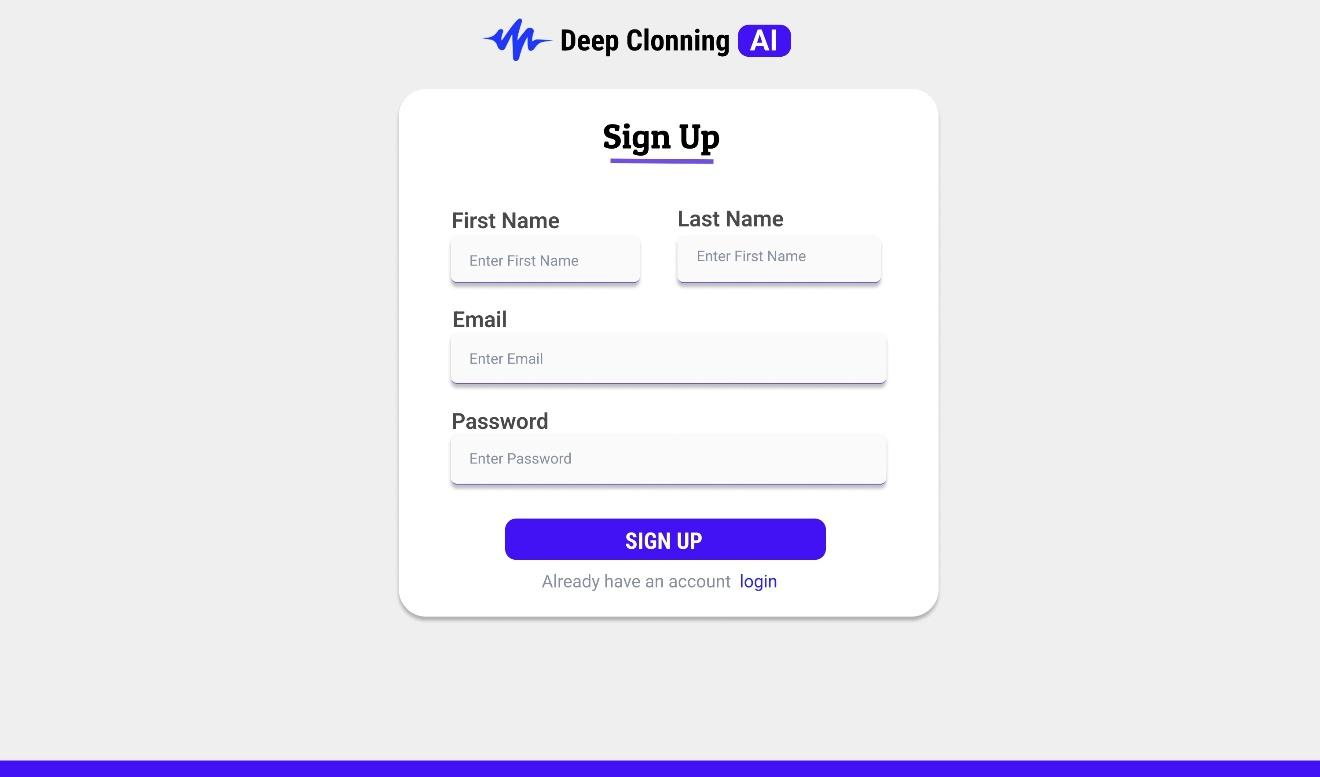 Deep Clonning AI
Sign Up
First Name
Last Name
Enter First Name
Enter First Name
Email
Enter Email
Password
Enter Password
SIGN UP
Already have an account login